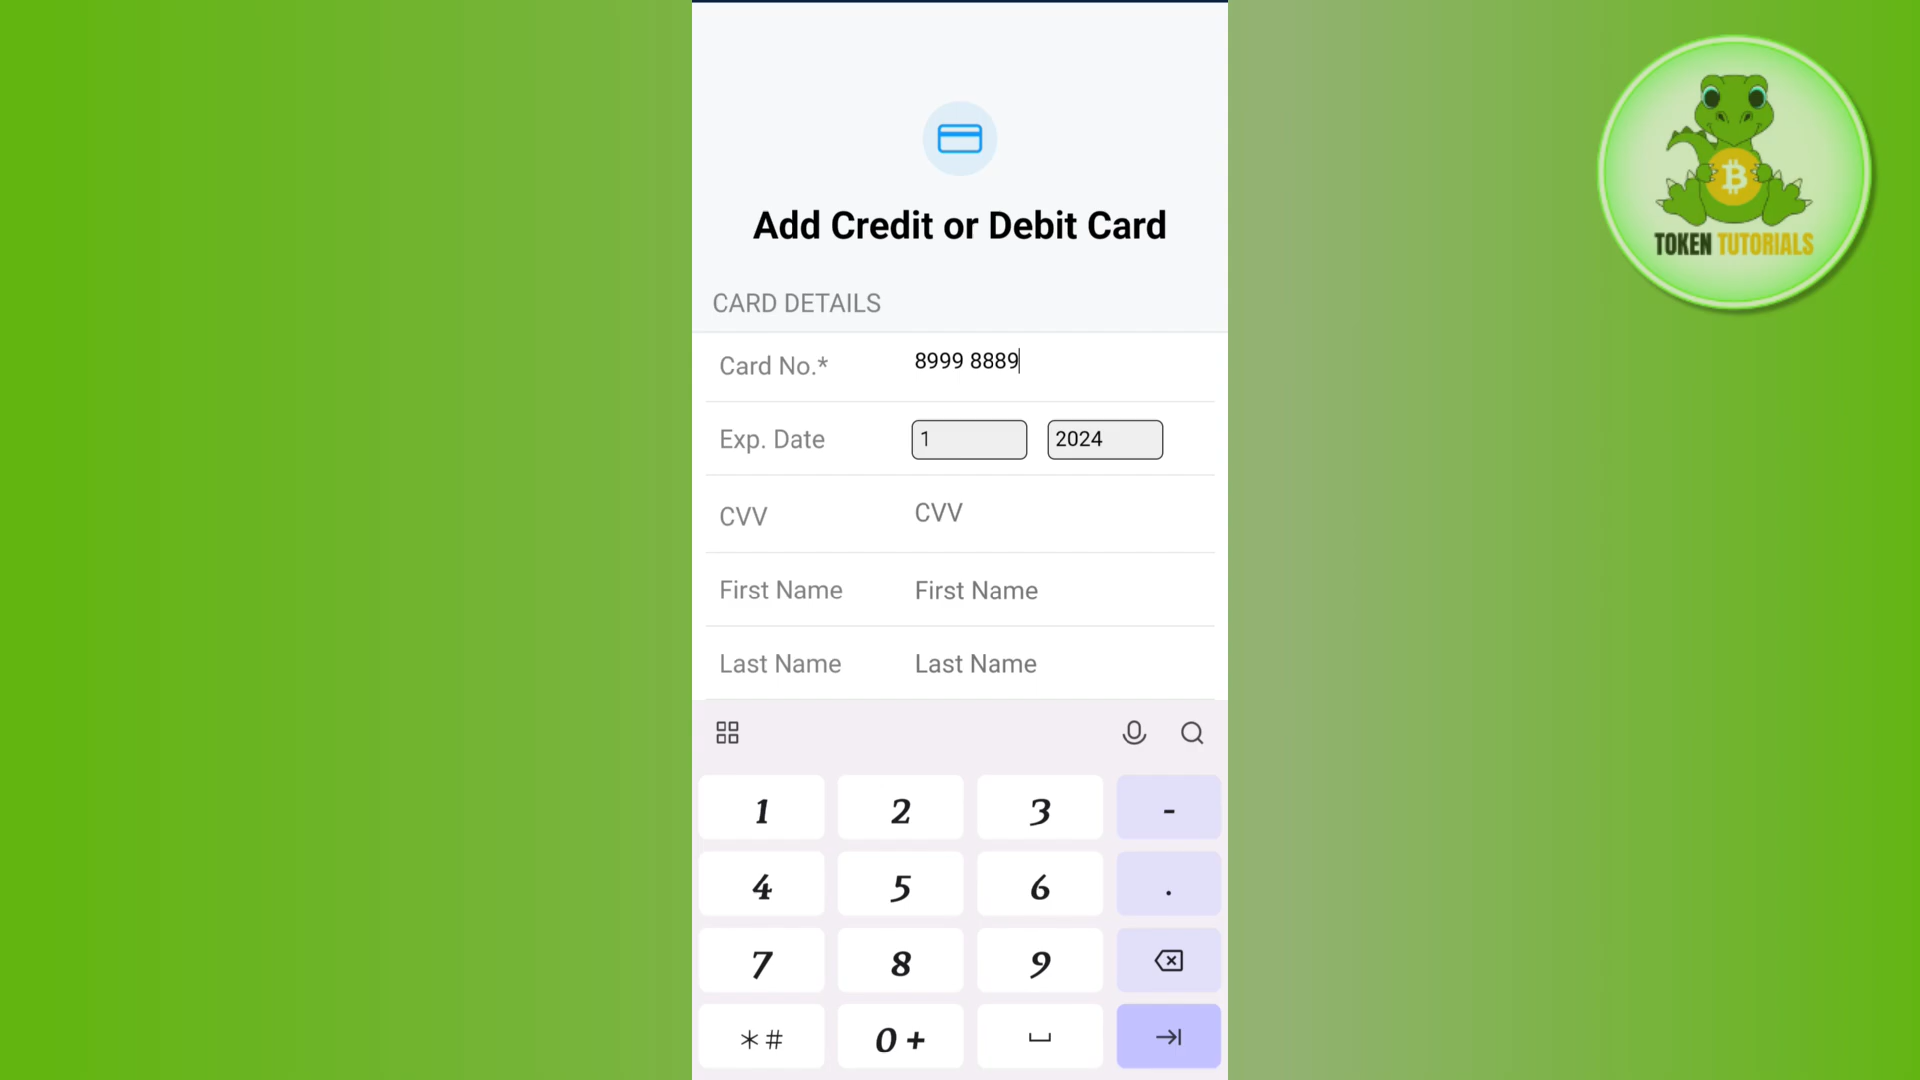 Add Credit or Debit Card
CARD DETAILS
Card No.* 8999 8889
Exp. Date 1 2024
CVV CVV
First Name First Name
Last Name Last Name
1 2 3 -
4 5 6 .
7 8 9
*# 0 +
TOKEN TUTORIALS